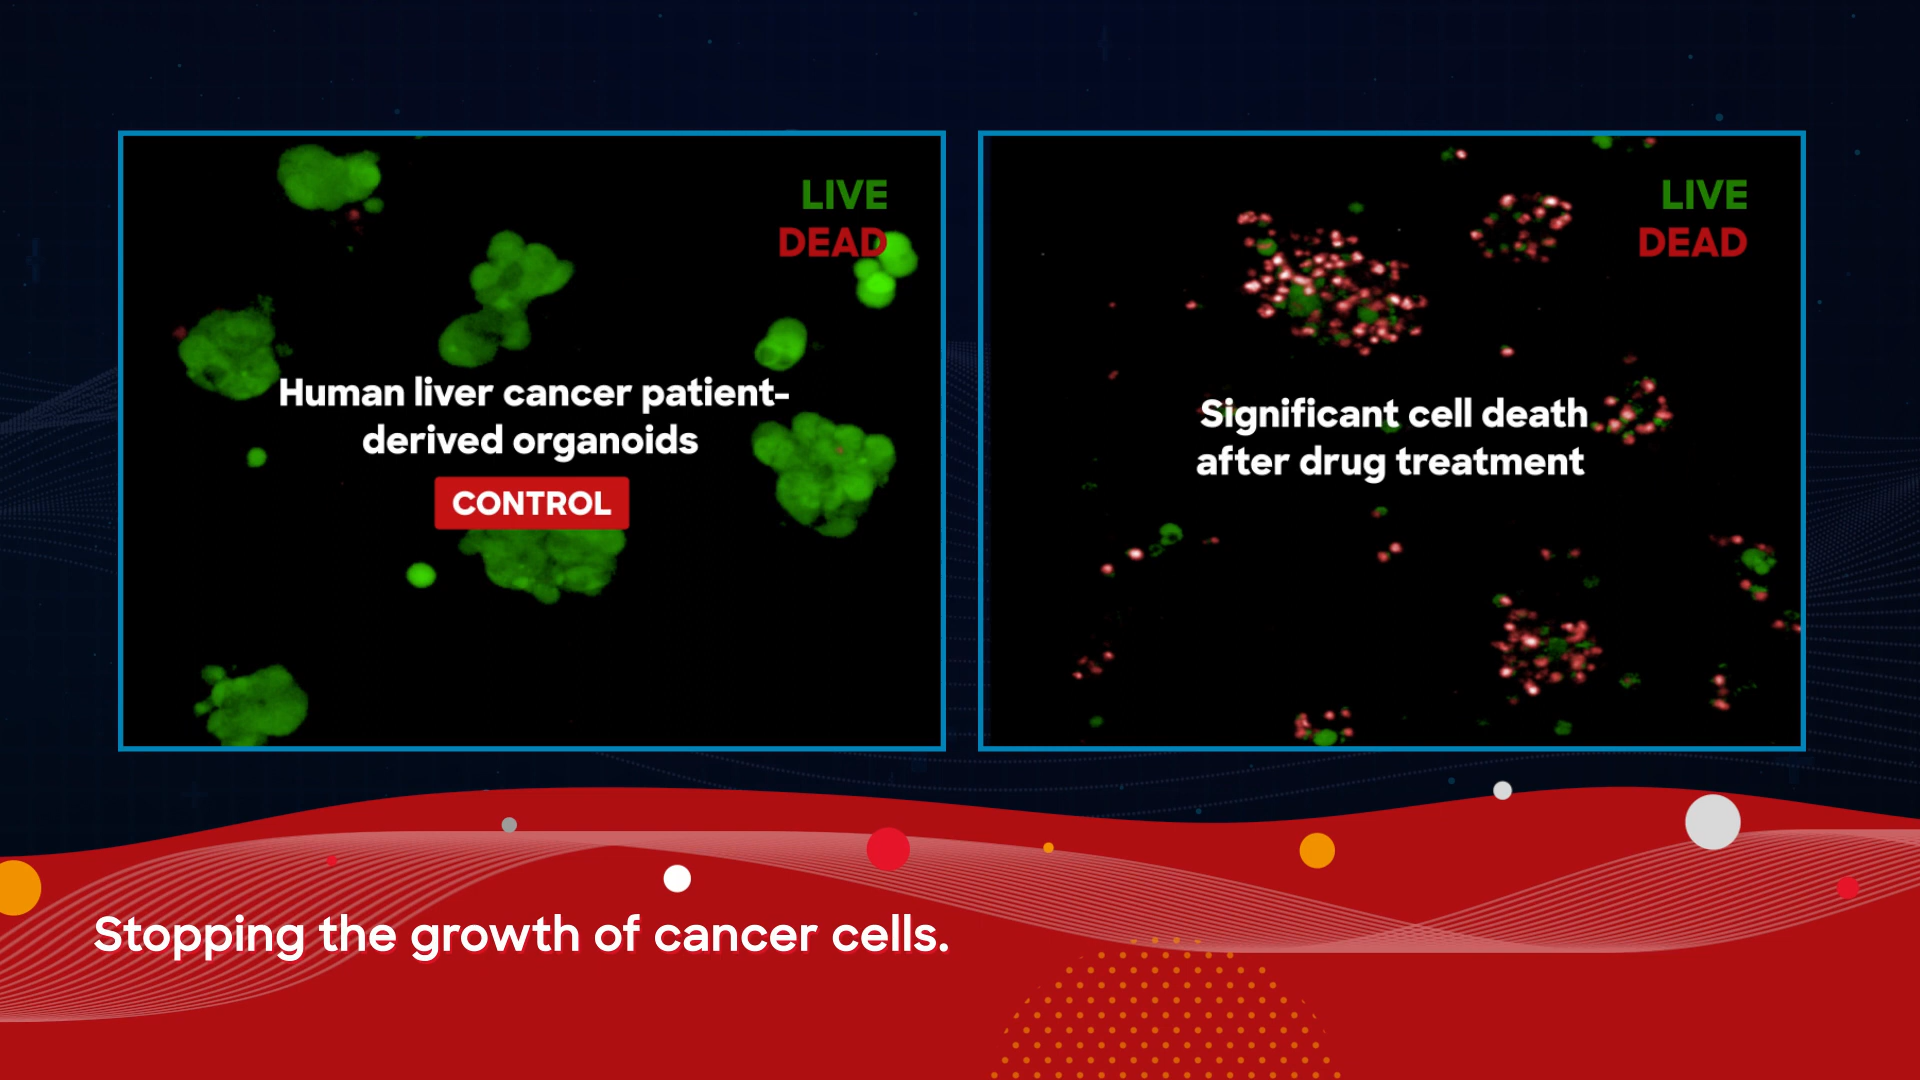 LIVE
DEAD
Human liver cancer patient-
derived organoids
CONTROL
LIVE
DEAD
Significant cell death
after drug treatment
Stopping the growth of cancer cells.